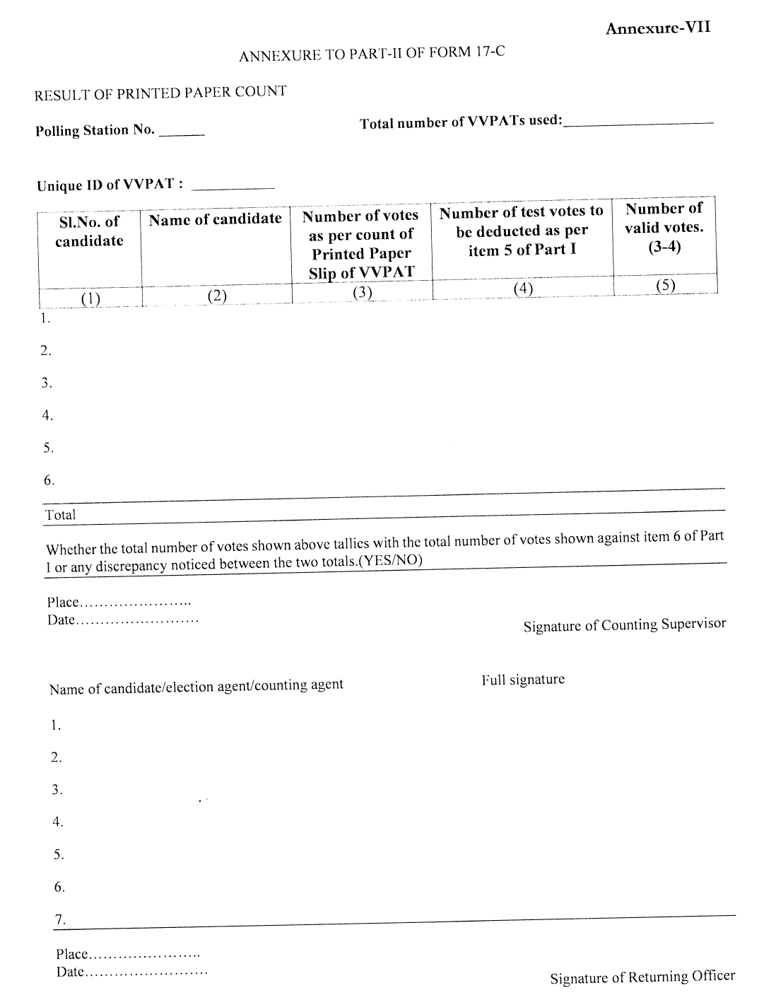 Annexure-VII
ANNEXURE TO PART-II OF FORM 17-C
RESULT OF PRINTED PAPER COUNT
Polling Station No. ______ Total number of VVPATs used:____________________
Unique ID of VVPAT : ___________
Sl.No. of candidate Name of candidate Number of votes as per count of Printed Paper Slip of VVPAT Number of test votes to be deducted as per item 5 of Part I Number of valid votes. (3-4)
(1) (2) (3) (4) (5)
1.
2.
3.
4.
5.
6.
Total
Whether the total number of votes shown above tallies with the total number of votes shown against item 6 of Part
I or any discrepancy noticed between the two totals.(YES/NO)
Place.......................
Date.........................
Signature of Counting Supervisor
Name of candidate/election agent/counting agent Full signature
1.
2.
3.
4.
5.
6.
7.
Place.......................
Date.........................
Signature of Returning Officer